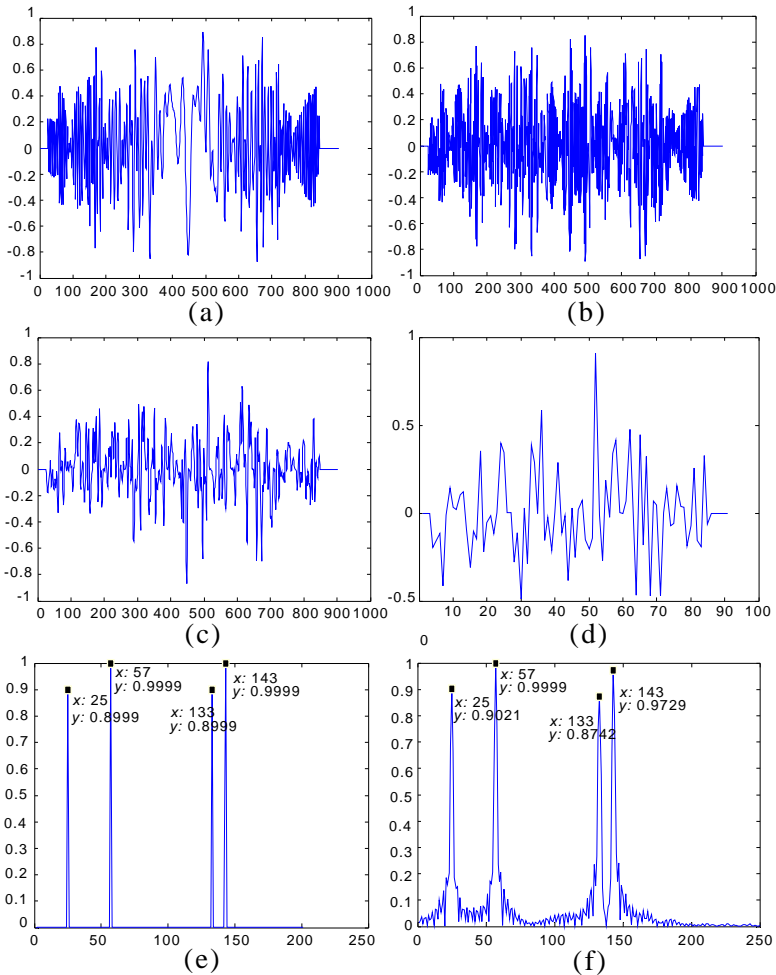 1
0.8
0.6
0.4
0.2
0
-0.2
-0.4
-0.6
-0.8
-1
0 100 200 300 400 500 600 700 800 900 1000
(a)
1
0.8
0.6
0.4
0.2
0
-0.2
-0.4
-0.6
-0.8
-1
0 100 200 300 400 500 600 700 800 900 1000
(b)
1
0.8
0.6
0.4
0.2
0
-0.2
-0.4
-0.6
-0.8
-1
0 100 200 300 400 500 600 700 800 900 1000
(c)
1
0.5
0
-0.5
10 20 30 40 50 60 70 80 90 100
0
(d)
1
0.9
0.8
0.7
0.6
0.5
0.4
0.3
0.2
0.1
0
0 50 100 150 200 250
x: 25
y: 0.8999
x: 57
y: 0.9999
x: 133
y: 0.8999
x: 143
y: 0.9999
(e)
1
0.9
0.8
0.7
0.6
0.5
0.4
0.3
0.2
0.1
0
0 50 100 150 200 250
x: 25
y: 0.9021
x: 57
y: 0.9999
x: 133
y: 0.8742
x: 143
y: 0.9729
(f)